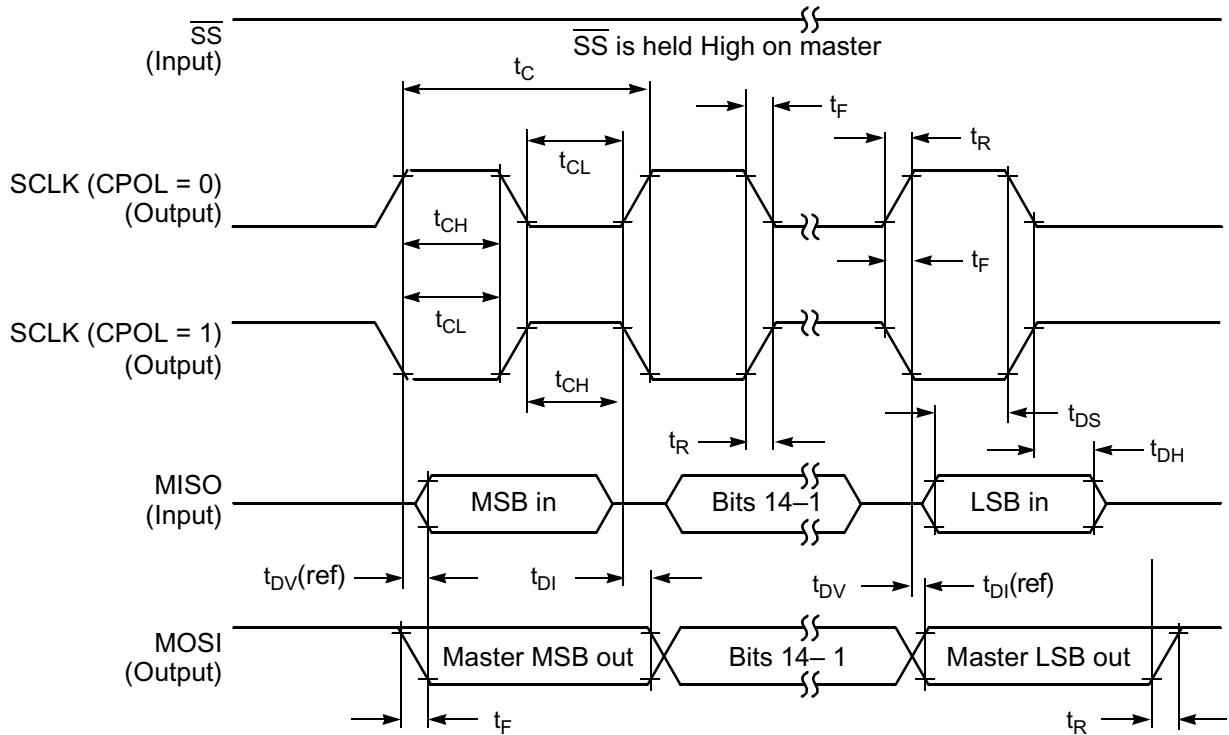 SS
(Input)
SS is held High on master
tC
tF
tR
tCL
SCLK (CPOL = 0)
(Output)
tCH
tF
tCL
SCLK (CPOL = 1)
(Output)
tCH
tDS
tR
tDH
MISO
(Input)
MSB in
Bits 14–1
LSB in
tDV(ref)
tDI
tDV
tDI(ref)
MOSI
(Output)
Master MSB out
Bits 14– 1
Master LSB out
tF
tR